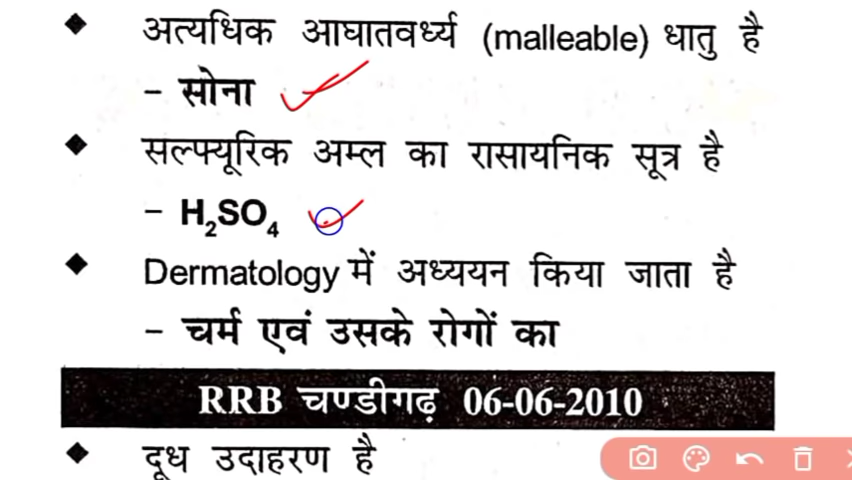 ◆ अत्यधिक आघातवर्ध्य (malleable) धातु है
– सोना
◆ सल्फ्यूरिक अम्ल का रासायनिक सूत्र है
– H₂SO₄
◆ Dermatology में अध्ययन किया जाता है
– चर्म एवं उसके रोगों का
RRB चण्डीगढ़ 06-06-2010
◆ दूध उदाहरण है